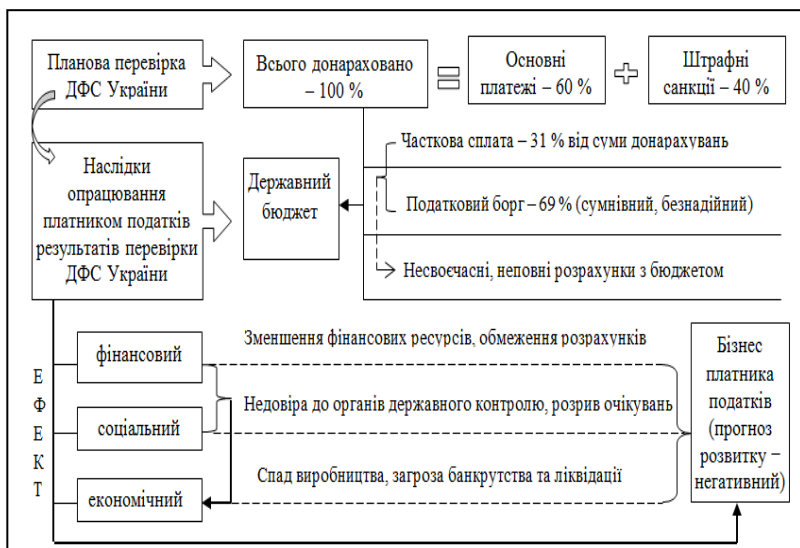 Планова перевірка
ДФС України
Всього донараховано
– 100 %
=
Основні
платежі – 60 %
+
Штрафні
санкції – 40 %
Наслідки
опрацювання
платником податків
результатів перевірки
ДФС України
Державний
бюджет
Часткова сплата – 31 % від суми донарахувань
Податковий борг – 69 % (сумнівний, безнадійний)
Несвоєчасні, неповні розрахунки з бюджетом
Е
Ф
Е
К
Т
фінансовий
соціальний
економічний
Зменшення фінансових ресурсів, обмеження розрахунків
Недовіра до органів державного контролю, розрив очікувань
Спад виробництва, загроза банкрутства та ліквідації
Бізнес
платника
податків
(прогноз
розвитку –
негативний)